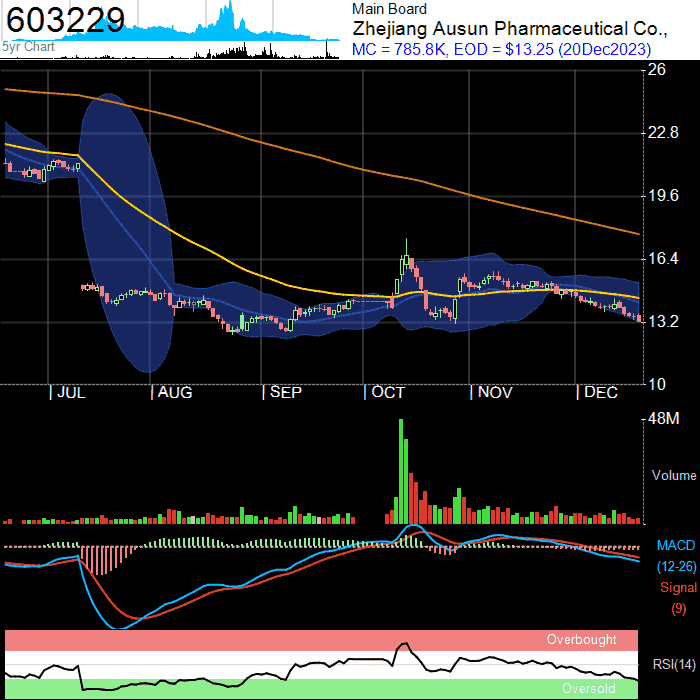 603229
5yr Chart
Main Board
Zhejiang Ausun Pharmaceutical Co.,
MC = 785.8K, EOD = $13.25 (20Dec2023)
26
22.8
19.6
16.4
13.2
10
JUL AUG SEP OCT NOV DEC
48M
Volume
MACD
(12-26)
Signal
(9)
Overbought
RSI(14)
Oversold